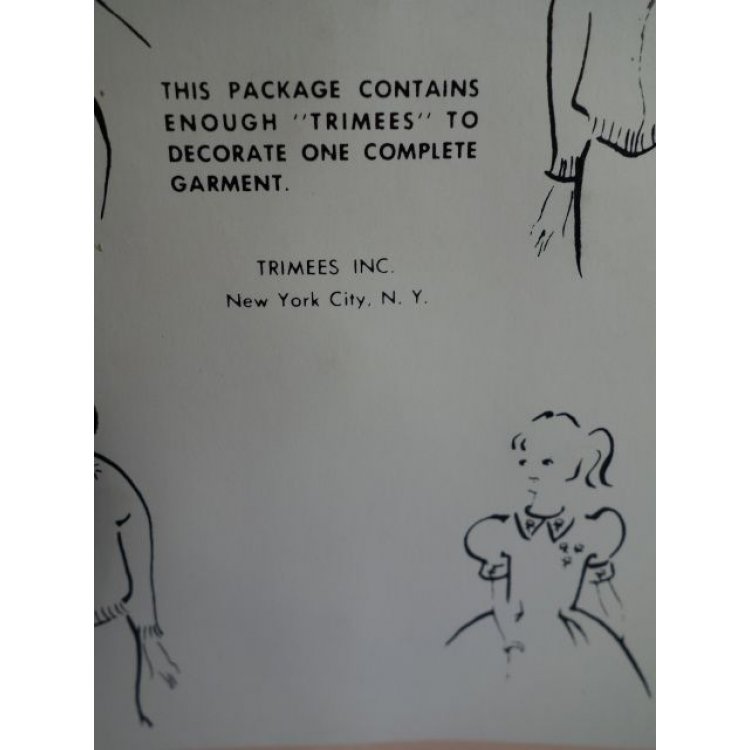 THIS PACKAGE CONTAINS
ENOUGH "TRIMEES" TO
DECORATE ONE COMPLETE
GARMENT.
TRIMEES INC.
New York City, N. Y.